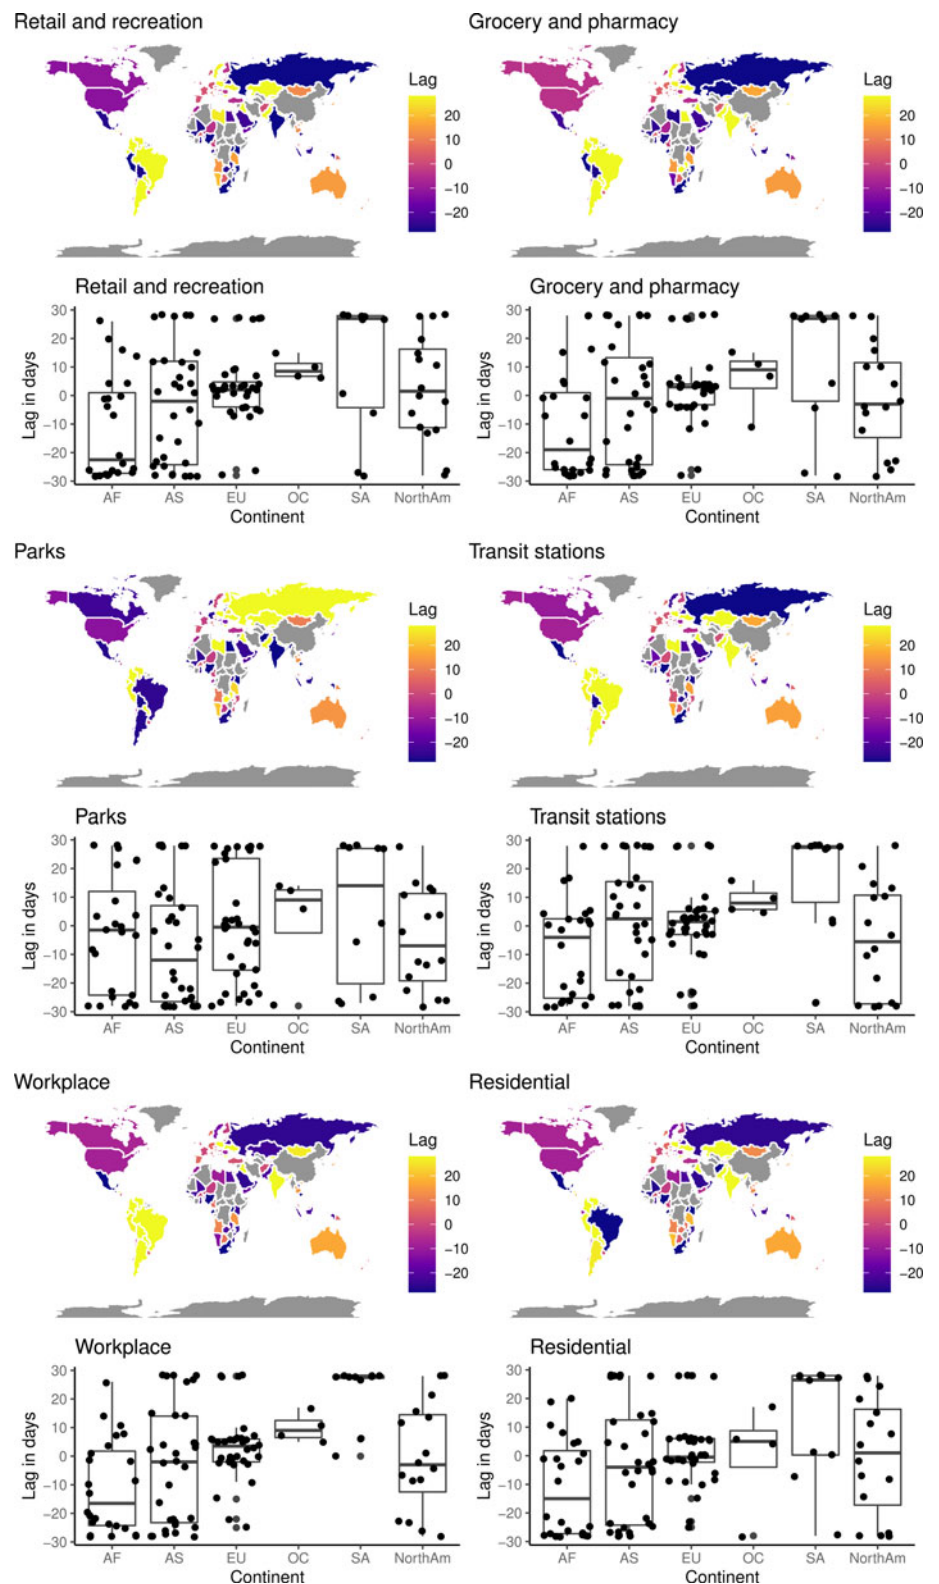 Retail and recreation
Grocery and pharmacy
Lag
20
10
0
−10
−20
Lag
20
10
0
−10
−20
Retail and recreation
Lag in days
30
20
10
0
−10
−20
−30
AF AS EU OC SA NorthAm
Continent
Grocery and pharmacy
Lag in days
30
20
10
0
−10
−20
−30
AF AS EU OC SA NorthAm
Continent
Parks
Transit stations
Lag
20
10
0
−10
−20
Lag
20
10
0
−10
−20
Parks
Lag in days
30
20
10
0
−10
−20
−30
AF AS EU OC SA NorthAm
Continent
Transit stations
Lag in days
30
20
10
0
−10
−20
−30
AF AS EU OC SA NorthAm
Continent
Workplace
Residential
Lag
20
10
0
−10
−20
Lag
20
10
0
−10
−20
Workplace
Lag in days
30
20
10
0
−10
−20
−30
AF AS EU OC SA NorthAm
Continent
Residential
Lag in days
30
20
10
0
−10
−20
−30
AF AS EU OC SA NorthAm
Continent